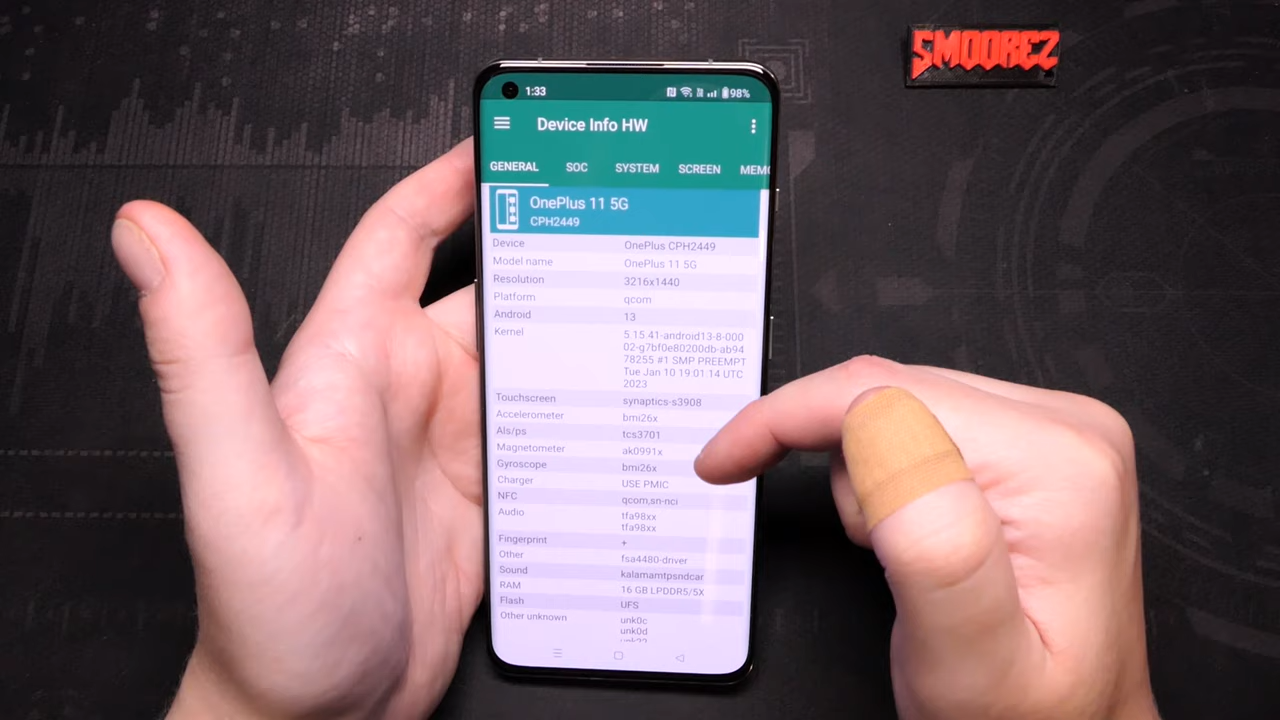 SMOOREZ
1:33
98%
Device Info HW
GENERAL SOC SYSTEM SCREEN MEMO
OnePlus 11 5G
CPH2449
Device OnePlus CPH2449
Model name OnePlus 11 5G
Resolution 3216x1440
Platform qcom
Android 13
Kernel 5.15.41-android13-8-000
02-g7bf0e80200db-ab94
78255 #1 SMP PREEMPT
Tue Jan 10 19:01:14 UTC
2023
Touchscreen synaptics-s3908
Accelerometer bmi26x
Als/ps tcs3701
Magnetometer ak0991x
Gyroscope bmi26x
Charger USE PMIC
NFC qcom,sn-nci
Audio tfa98xx
tfa98xx
Fingerprint +
Other fsa4480-driver
Sound kalamamtpsndcar
RAM 16 GB LPDDR5/5X
Flash UFS
Other unknown unk0c
unk0d